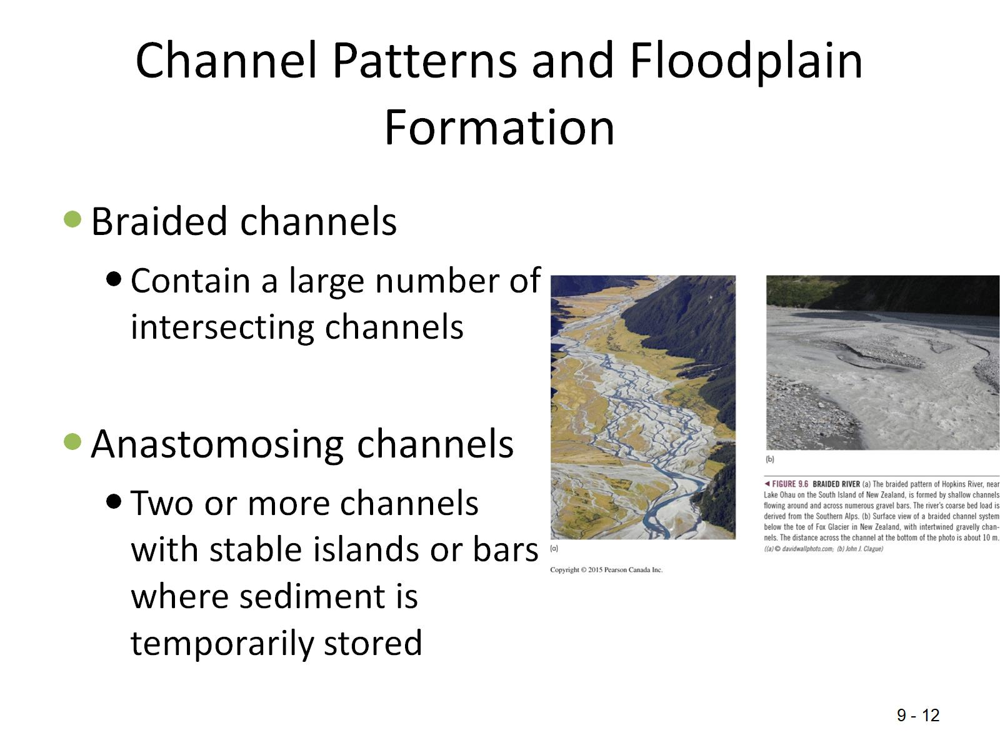 Channel Patterns and Floodplain
Formation
Braided channels
Contain a large number of
intersecting channels
Anastomosing channels
Two or more channels
with stable islands or bars
where sediment is
temporarily stored
(a)
Copyright © 2015 Pearson Canada Inc.
(b)
◄ FIGURE 9.6 BRAIDED RIVER (a) The braided pattern of Hopkins River, near
Lake Ohau on the South Island of New Zealand, is formed by shallow channels
flowing around and across numerous gravel bars. The river's coarse bed load is
derived from the Southern Alps. (b) Surface view of a braided channel system
below the toe of Fox Glacier in New Zealand, with intertwined gravelly chan-
nels. The distance across the channel at the bottom of the photo is about 10 m.
((a) © davidwallphoto.com; (b) John J. Clague)
9 - 12